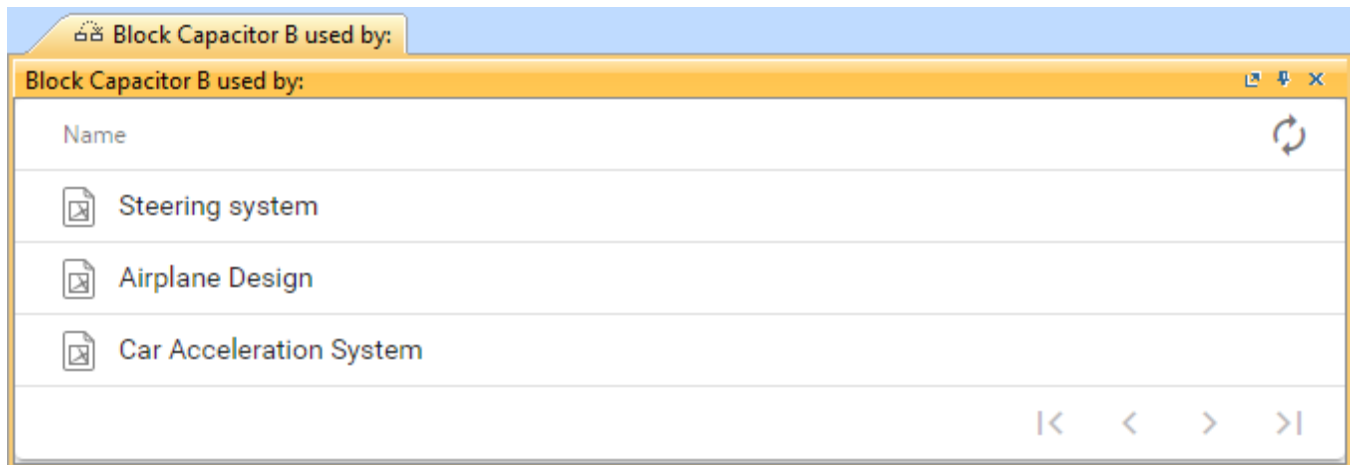 Block Capacitor B used by:
Block Capacitor B used by:
Name
Steering system
Airplane Design
Car Acceleration System